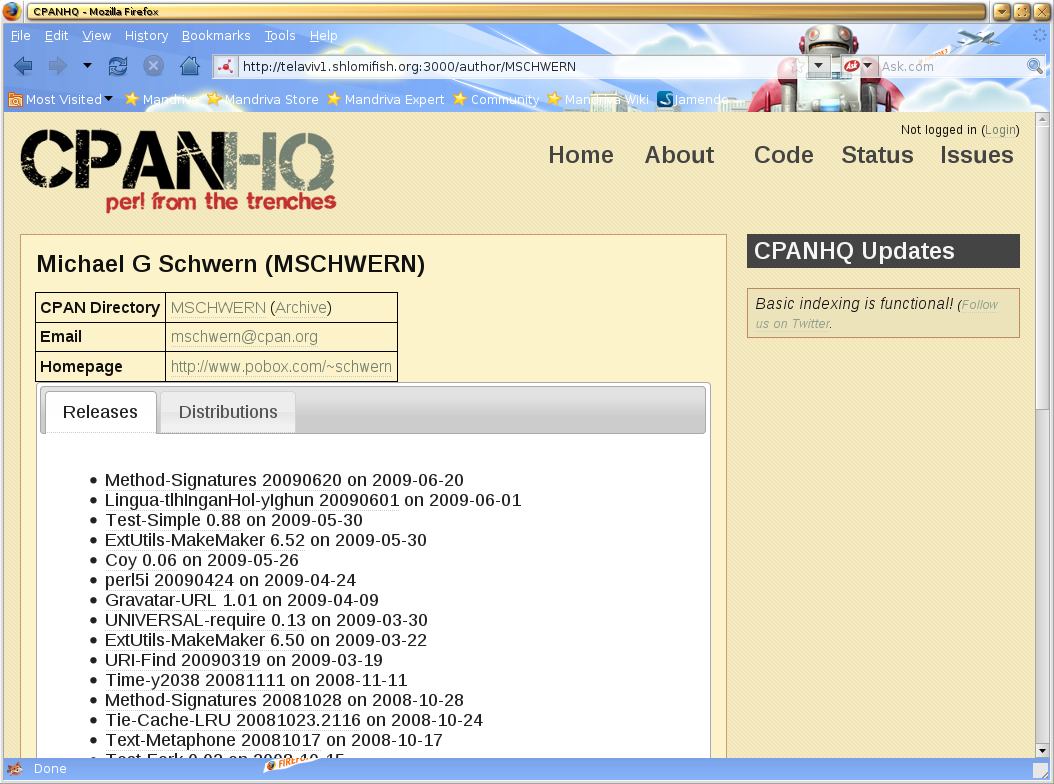 CPANHQ - Mozilla Firefox
File Edit View History Bookmarks Tools Help
http://telaviv1.shlomifish.org:3000/author/MSCHWERN
Ask Ask.com
Most Visited Mandriva Mandriva Store Mandriva Expert Community Mandriva Wiki Jamendo
Not logged in (Login)
CPANHQ
perl from the trenches
Home About Code Status Issues
Michael G Schwern (MSCHWERN)
CPAN Directory MSCHWERN (Archive)
Email mschwern@cpan.org
Homepage http://www.pobox.com/~schwern
CPANHQ Updates
Basic indexing is functional! (Follow
us on Twitter.
Releases Distributions
Method-Signatures 20090620 on 2009-06-20
Lingua-tlhInganHol-yIghun 20090601 on 2009-06-01
Test-Simple 0.88 on 2009-05-30
ExtUtils-MakeMaker 6.52 on 2009-05-30
Coy 0.06 on 2009-05-26
perl5i 20090424 on 2009-04-24
Gravatar-URL 1.01 on 2009-04-09
UNIVERSAL-require 0.13 on 2009-03-30
ExtUtils-MakeMaker 6.50 on 2009-03-22
URI-Find 20090319 on 2009-03-19
Time-y2038 20081111 on 2008-11-11
Method-Signatures 20081028 on 2008-10-28
Tie-Cache-LRU 20081023.2116 on 2008-10-24
Text-Metaphone 20081017 on 2008-10-17
Done